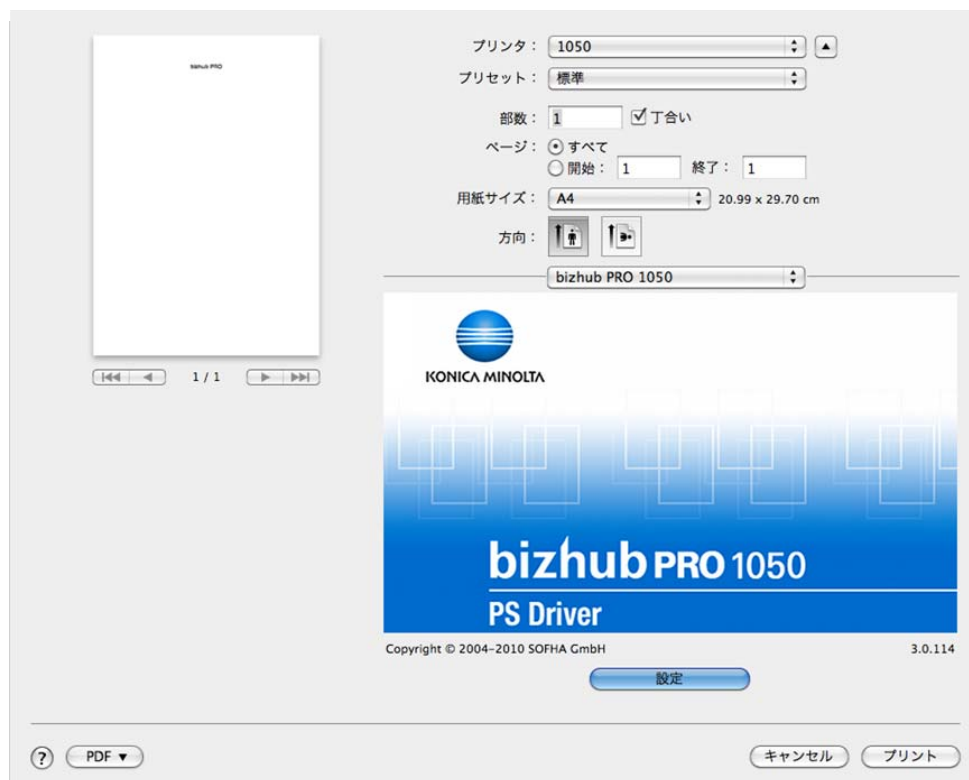 bizhub PRO
1 / 1
プリンタ： 1050
プリセット： 標準
部数： 1 丁合い
ページ： すべて
開始： 1 終了： 1
用紙サイズ： A4 20.99 x 29.70 cm
方向：
bizhub PRO 1050
KONICA MINOLTA
bizhub PRO 1050
PS Driver
Copyright © 2004-2010 SOFHA GmbH 3.0.114
設定
? PDF キャンセル プリント